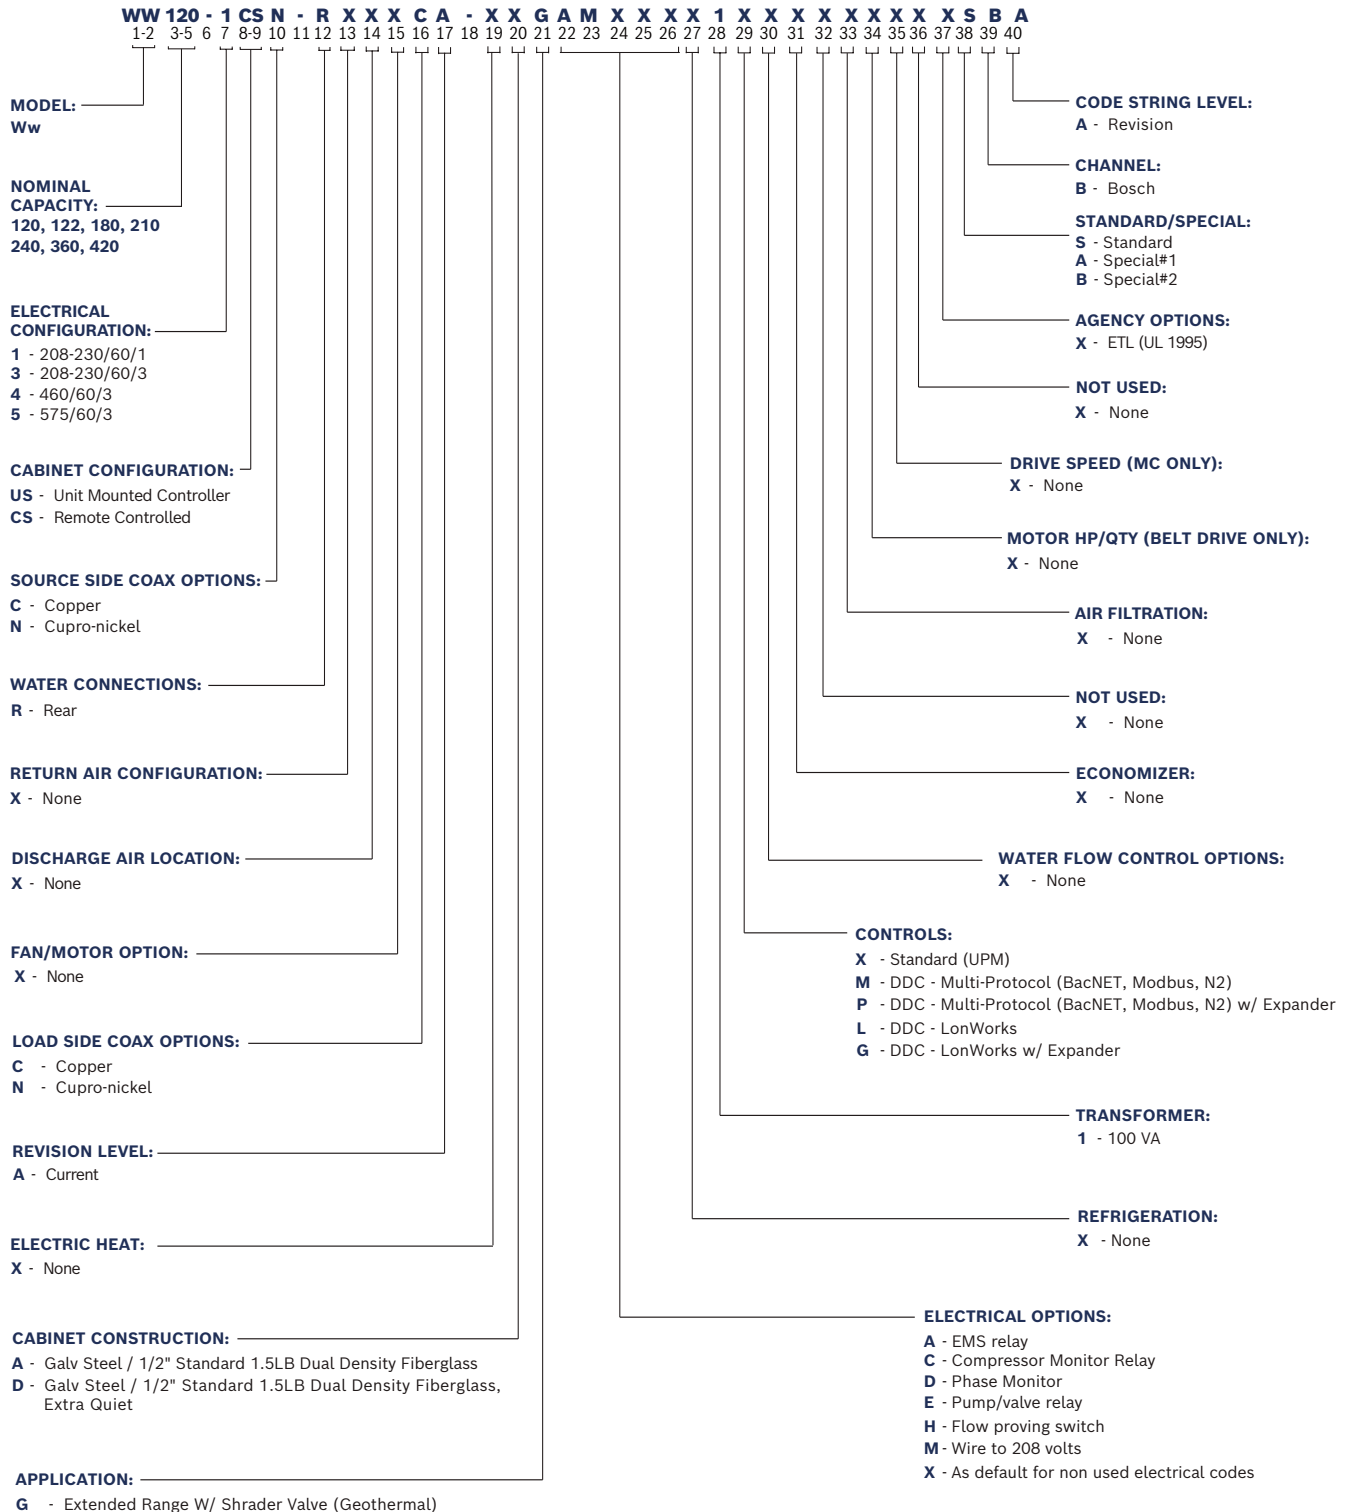 WW 120 - 1 CS N - R X X X C A - X X G A M X X X X 1 X X X X X X X X X S B A
1-2 3-5 6 7 8-9 10 11 12 13 14 15 16 17 18 19 20 21 22 23 24 25 26 27 28 29 30 31 32 33 34 35 36 37 38 39 40
MODEL:
Ww
NOMINAL
CAPACITY:
120, 122, 180, 210
240, 360, 420
ELECTRICAL
CONFIGURATION:
1 - 208-230/60/1
3 - 208-230/60/3
4 - 460/60/3
5 - 575/60/3
CABINET CONFIGURATION:
US - Unit Mounted Controller
CS - Remote Controlled
SOURCE SIDE COAX OPTIONS:
C - Copper
N - Cupro-nickel
WATER CONNECTIONS:
R - Rear
RETURN AIR CONFIGURATION:
X - None
DISCHARGE AIR LOCATION:
X - None
FAN/MOTOR OPTION:
X - None
LOAD SIDE COAX OPTIONS:
C - Copper
N - Cupro-nickel
REVISION LEVEL:
A - Current
ELECTRIC HEAT:
X - None
CABINET CONSTRUCTION:
A - Galv Steel / 1/2" Standard 1.5LB Dual Density Fiberglass
D - Galv Steel / 1/2" Standard 1.5LB Dual Density Fiberglass,
Extra Quiet
APPLICATION:
G - Extended Range W/ Shrader Valve (Geothermal)
CODE STRING LEVEL:
A - Revision
CHANNEL:
B - Bosch
STANDARD/SPECIAL:
S - Standard
A - Special#1
B - Special#2
AGENCY OPTIONS:
X - ETL (UL 1995)
NOT USED:
X - None
DRIVE SPEED (MC ONLY):
X - None
MOTOR HP/QTY (BELT DRIVE ONLY):
X - None
AIR FILTRATION:
X - None
NOT USED:
X - None
ECONOMIZER:
X - None
WATER FLOW CONTROL OPTIONS:
X - None
CONTROLS:
X - Standard (UPM)
M - DDC - Multi-Protocol (BacNET, Modbus, N2)
P - DDC - Multi-Protocol (BacNET, Modbus, N2) w/ Expander
L - DDC - LonWorks
G - DDC - LonWorks w/ Expander
TRANSFORMER:
1 - 100 VA
REFRIGERATION:
X - None
ELECTRICAL OPTIONS:
A - EMS relay
C - Compressor Monitor Relay
D - Phase Monitor
E - Pump/valve relay
H - Flow proving switch
M - Wire to 208 volts
X - As default for non used electrical codes